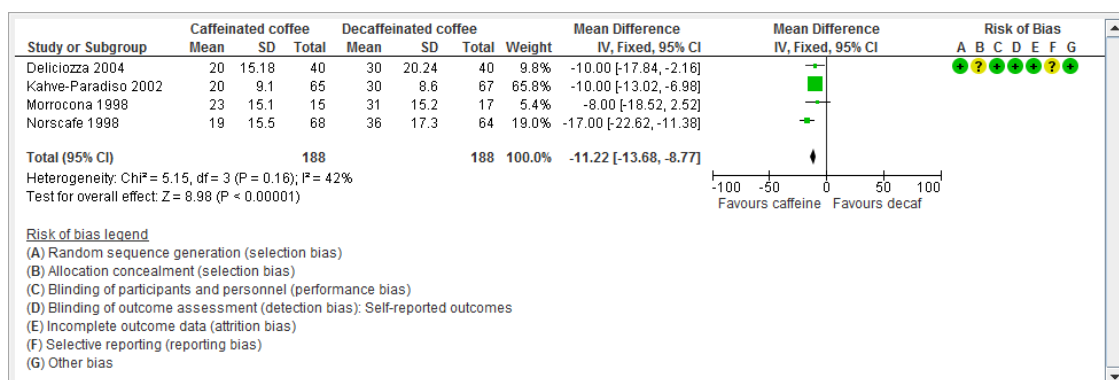 Caffeinated coffee Decaffeinated coffee Mean Difference Mean Difference Risk of Bias
Study or Subgroup Mean SD Total Mean SD Total Weight IV, Fixed, 95% CI IV, Fixed, 95% CI A B C D E F G
Deliciozza 2004 20 15.18 40 30 20.24 40 9.8% -10.00 [-17.84, -2.16] + ? + + + ? +
Kahve-Paradiso 2002 20 9.1 65 30 8.6 67 65.8% -10.00 [-13.02, -6.98]
Morrocona 1998 23 15.1 15 31 15.2 17 5.4% -8.00 [-18.52, 2.52]
Norscafe 1998 19 15.5 68 36 17.3 64 19.0% -17.00 [-22.62, -11.38]
Total (95% CI) 188 188 100.0% -11.22 [-13.68, -8.77]
Heterogeneity: Chi² = 5.15, df = 3 (P = 0.16); I² = 42%
Test for overall effect: Z = 8.98 (P < 0.00001)
-100 -50 0 50 100
Favours caffeine Favours decaf
Risk of bias legend
(A) Random sequence generation (selection bias)
(B) Allocation concealment (selection bias)
(C) Blinding of participants and personnel (performance bias)
(D) Blinding of outcome assessment (detection bias): Self-reported outcomes
(E) Incomplete outcome data (attrition bias)
(F) Selective reporting (reporting bias)
(G) Other bias